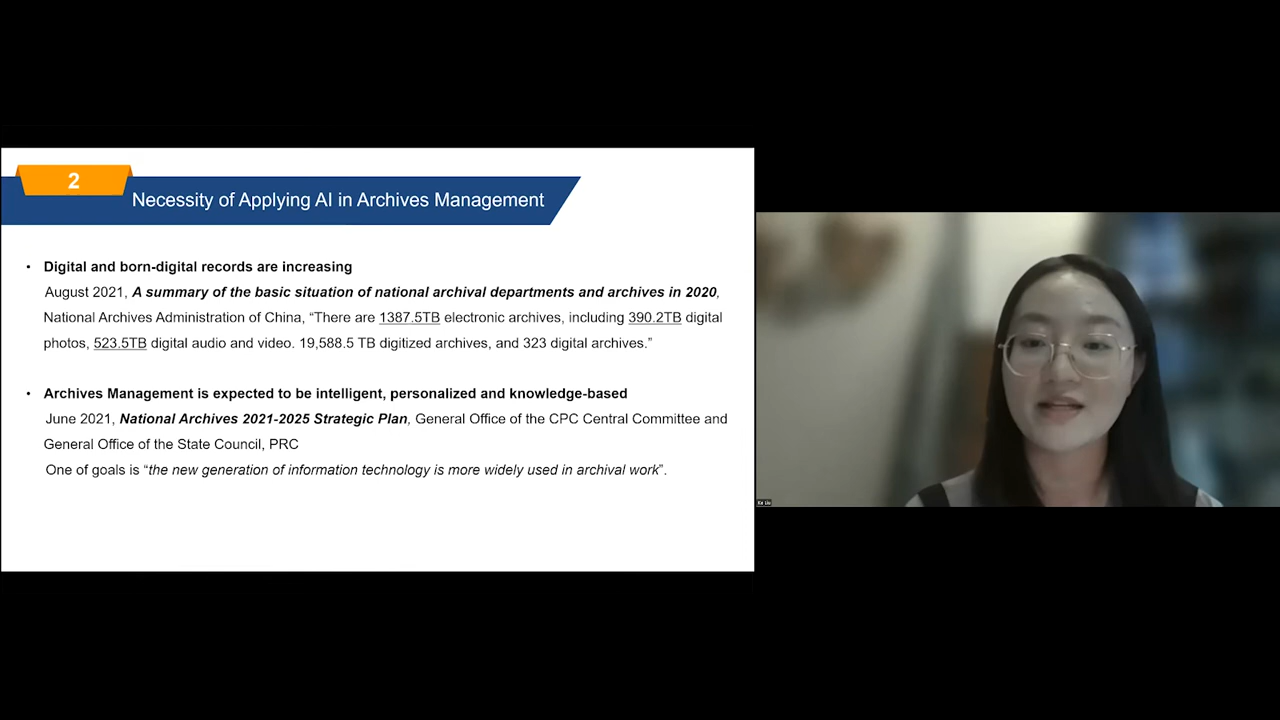 2
Necessity of Applying AI in Archives Management
• Digital and born-digital records are increasing
August 2021, A summary of the basic situation of national archival departments and archives in 2020,
National Archives Administration of China, “There are 1387.5TB electronic archives, including 390.2TB digital
photos, 523.5TB digital audio and video. 19,588.5 TB digitized archives, and 323 digital archives.”
• Archives Management is expected to be intelligent, personalized and knowledge-based
June 2021, National Archives 2021-2025 Strategic Plan, General Office of the CPC Central Committee and
General Office of the State Council, PRC
One of goals is “the new generation of information technology is more widely used in archival work”.